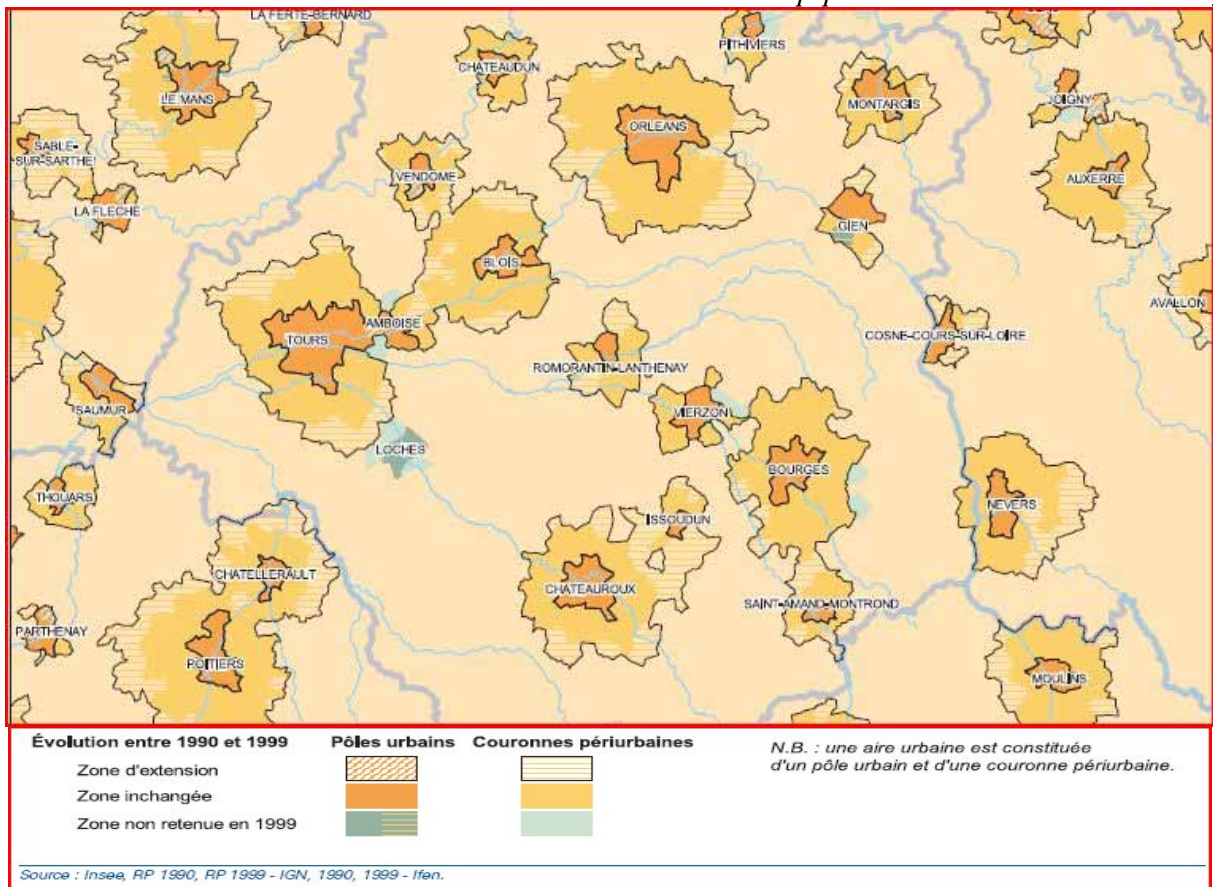 LA FERTE-BERNARD
PITHIVIERS
CHATEAUDUN
LE MANS
MONTARGIS
JOIGNY
ORLEANS
SABLE-
SUR-SARTHE
VENDOME
AUXERRE
LA FLECHE
GIEN
BLOIS
AVALLON
AMBOISE
TOURS
COSNE-COURS-SUR-LOIRE
ROMORANTIN-LANTHENAY
SAUMUR
VIERZON
LOCHES
BOURGES
THOUARS
NEVERS
ISSOUDUN
CHATELLERAULT
CHATEAUROUX
SAINT-AMAND-MONTROND
PARTHENAY
POITIERS
MOULINS
Évolution entre 1990 et 1999 Pôles urbains Couronnes périurbaines
N.B. : une aire urbaine est constituée
d'un pôle urbain et d'une couronne périurbaine.
Zone d'extension
Zone inchangée
Zone non retenue en 1999
Source : Insee, RP 1990, RP 1999 - IGN, 1990, 1999 - Ifen.